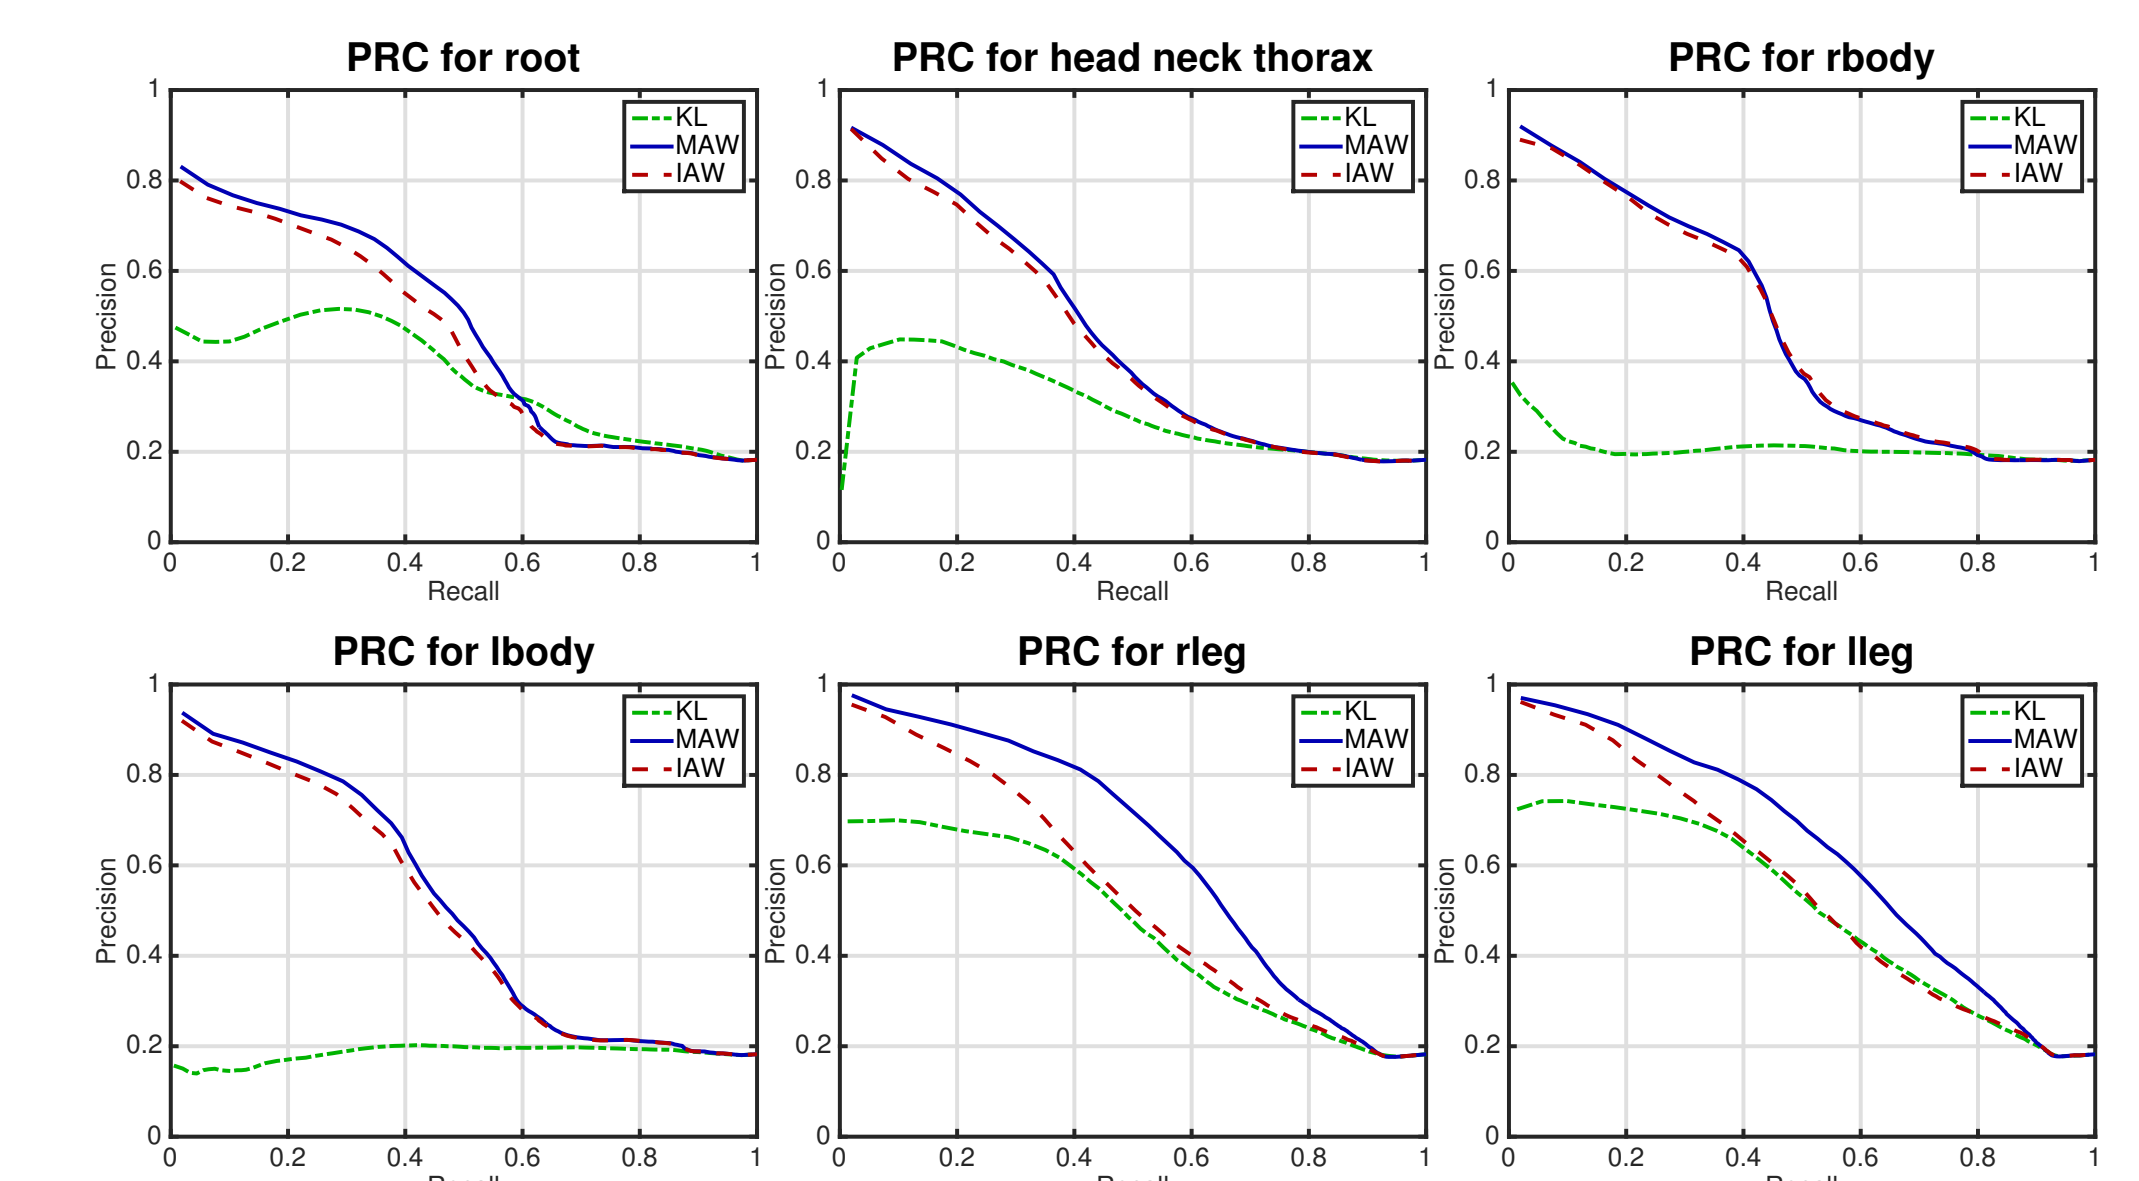 PRC for root
1
0.8
0.6
0.4
0.2
0
Precision
KL
MAW
IAW
0 0.2 0.4 0.6 0.8 1
Recall
PRC for head neck thorax
1
0.8
0.6
0.4
0.2
0
Precision
KL
MAW
IAW
0 0.2 0.4 0.6 0.8 1
Recall
PRC for rbody
1
0.8
0.6
0.4
0.2
0
Precision
KL
MAW
IAW
0 0.2 0.4 0.6 0.8 1
Recall
PRC for lbody
1
0.8
0.6
0.4
0.2
0
Precision
KL
MAW
IAW
0 0.2 0.4 0.6 0.8 1
Recall
PRC for rleg
1
0.8
0.6
0.4
0.2
0
Precision
KL
MAW
IAW
0 0.2 0.4 0.6 0.8 1
Recall
PRC for lleg
1
0.8
0.6
0.4
0.2
0
Precision
KL
MAW
IAW
0 0.2 0.4 0.6 0.8 1
Recall